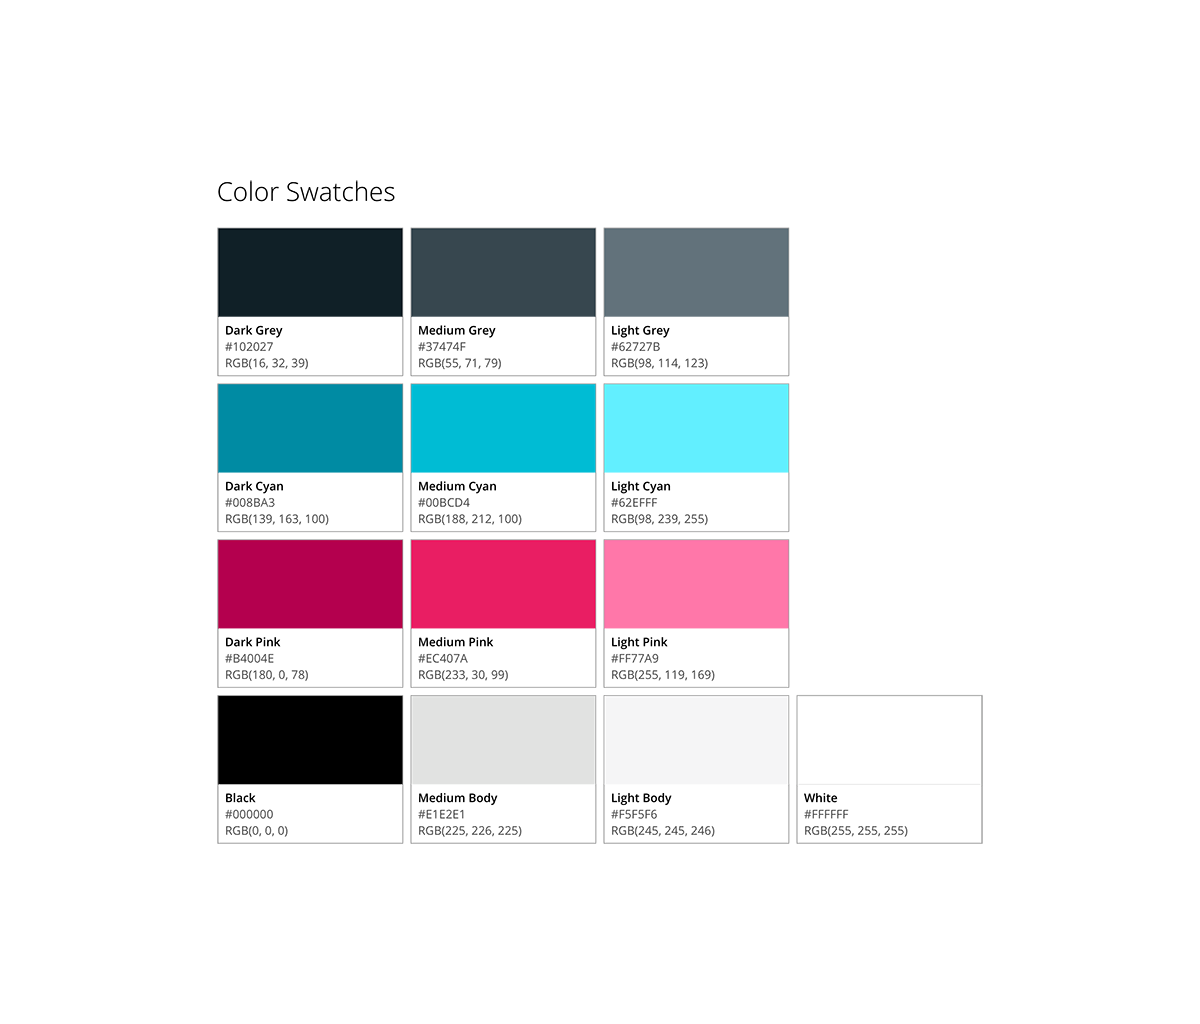 Color Swatches
Dark Grey
#102027
RGB(16, 32, 39)
Medium Grey
#37474F
RGB(55, 71, 79)
Light Grey
#62727B
RGB(98, 114, 123)
Dark Cyan
#008BA3
RGB(139, 163, 100)
Medium Cyan
#00BCD4
RGB(188, 212, 100)
Light Cyan
#62EFFF
RGB(98, 239, 255)
Dark Pink
#B4004E
RGB(180, 0, 78)
Medium Pink
#EC407A
RGB(233, 30, 99)
Light Pink
#FF77A9
RGB(255, 119, 169)
Black
#000000
RGB(0, 0, 0)
Medium Body
#E1E2E1
RGB(225, 226, 225)
Light Body
#F5F5F6
RGB(245, 245, 246)
White
#FFFFFF
RGB(255, 255, 255)